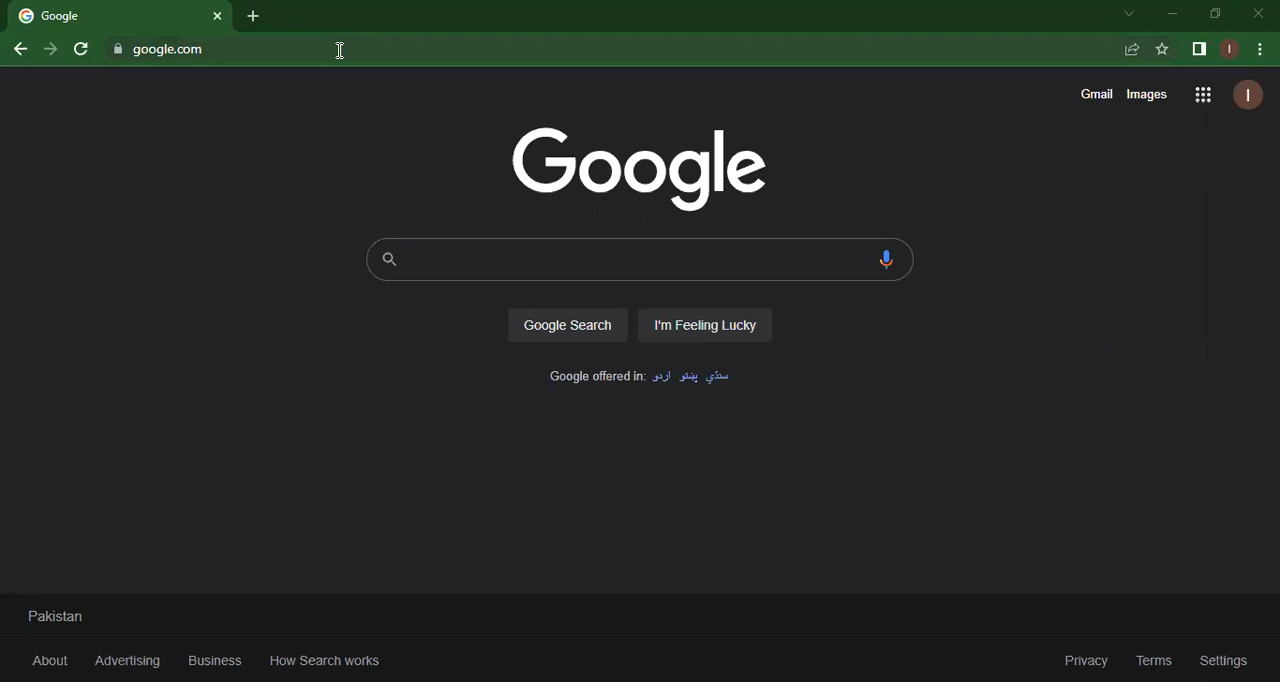 Google
google.com
I
Gmail Images
I
Google
Google Search I'm Feeling Lucky
Google offered in: اردو پښتو سنڌي
Pakistan
About Advertising Business How Search works
Privacy Terms Settings